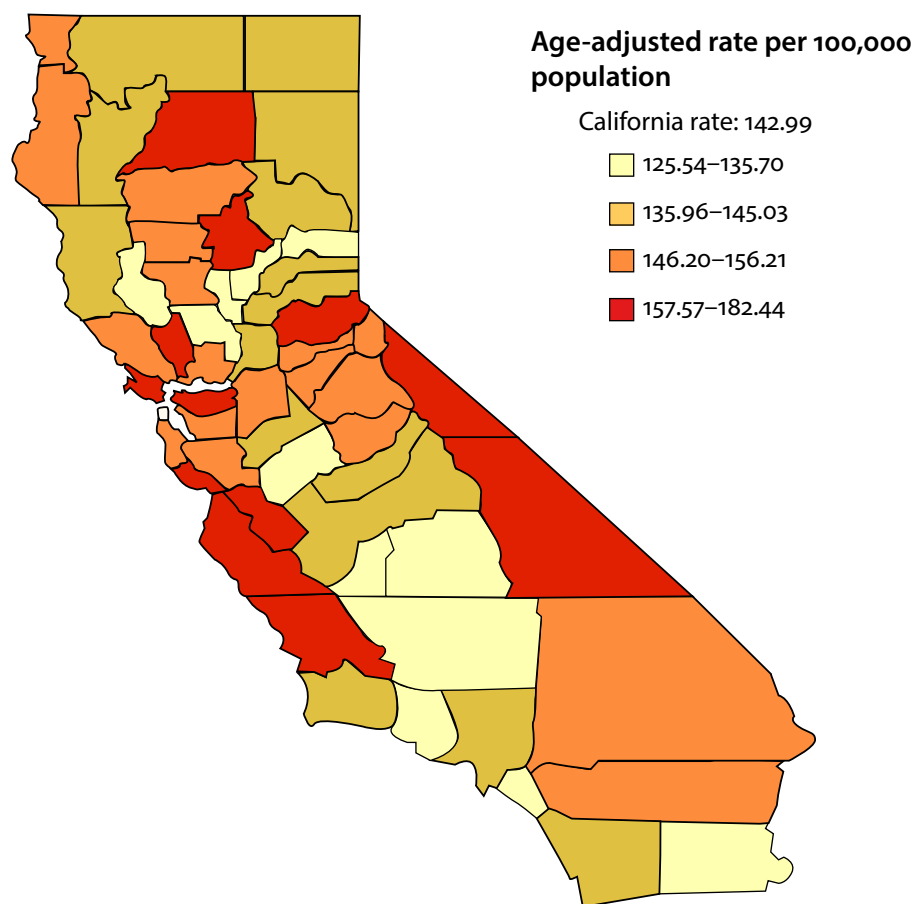 Age-adjusted rate per 100,000
population
California rate: 142.99
125.54–135.70
135.96–145.03
146.20–156.21
157.57–182.44